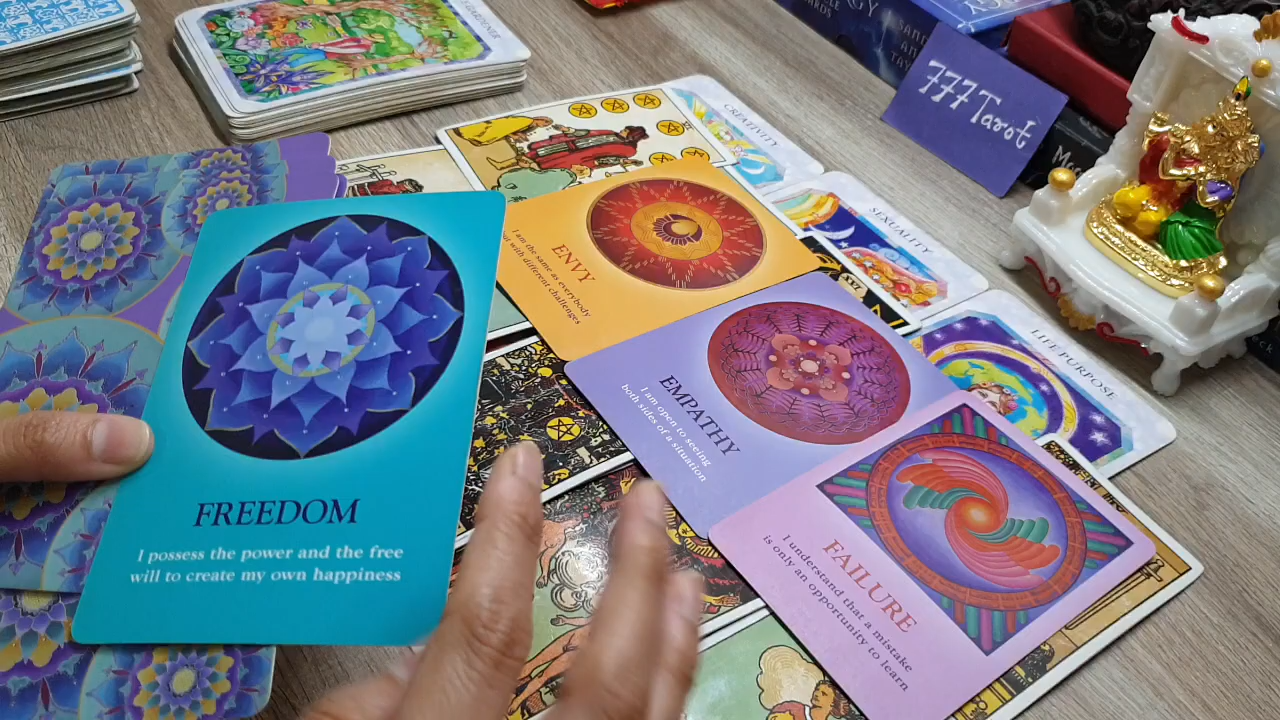 FREEDOM
I possess the power and the free
will to create my own happiness
ENVY
I am the same as everybody
but with different challenges
EMPATHY
I am open to seeing
both sides of a situation
FAILURE
I understand that a mistake
is only an opportunity to learn
CREATIVITY
SEXUALITY
LIFE PURPOSE
XVI
777 Tarot